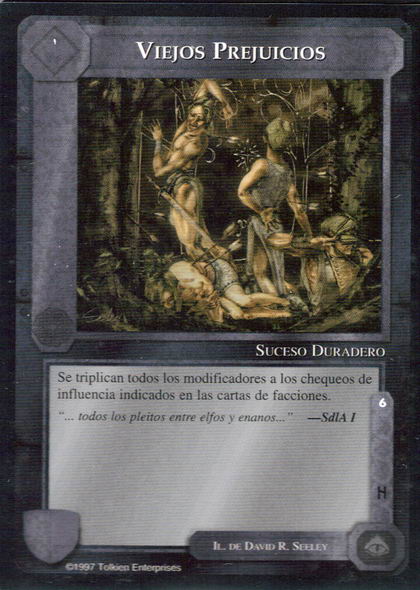 1
VIEJOS PREJUICIOS
SUCESO DURADERO
Se triplican todos los modificadores a los chequeos de
influencia indicados en las cartas de facciones.
“... todos los pleitos entre elfos y enanos...” —SdlA I
6
H
IL. DE DAVID R. SEELEY
©1997 Tolkien Enterprises